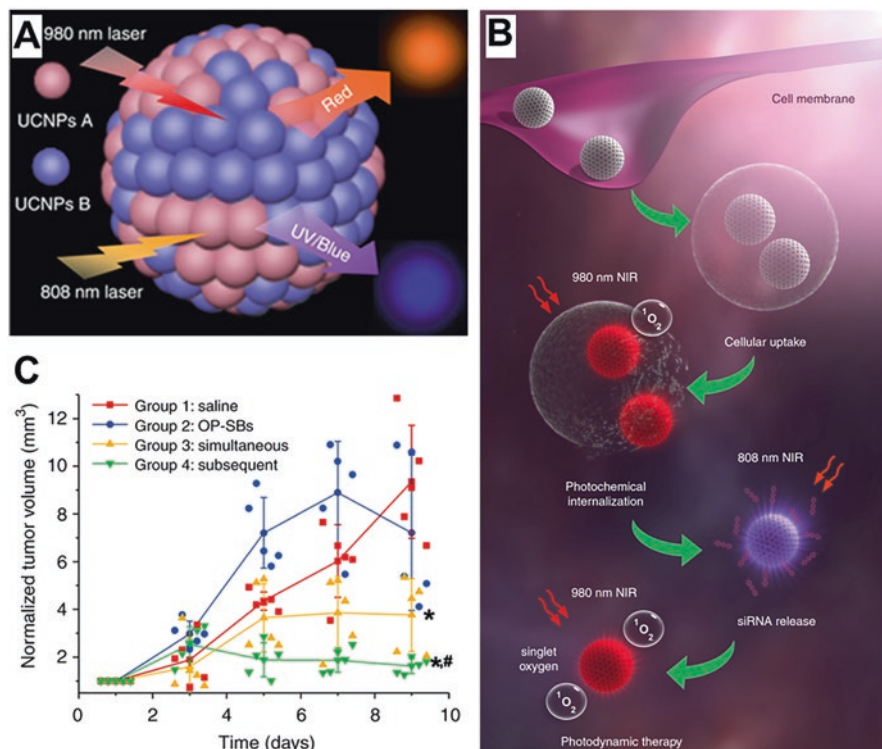 A
980 nm laser
UCNPs A
UCNPs B
808 nm laser
Red
UV/Blue
B
Cell membrane
980 nm NIR
¹O₂
Cellular uptake
Photochemical
internalization
808 nm NIR
siRNA release
980 nm NIR
singlet
oxygen
¹O₂
¹O₂
Photodynamic therapy
C
Normalized tumor volume (mm³)
12
10
8
6
4
2
Group 1: saline
Group 2: OP-SBs
Group 3: simultaneous
Group 4: subsequent
*
*,#
0 2 4 6 8 10
Time (days)